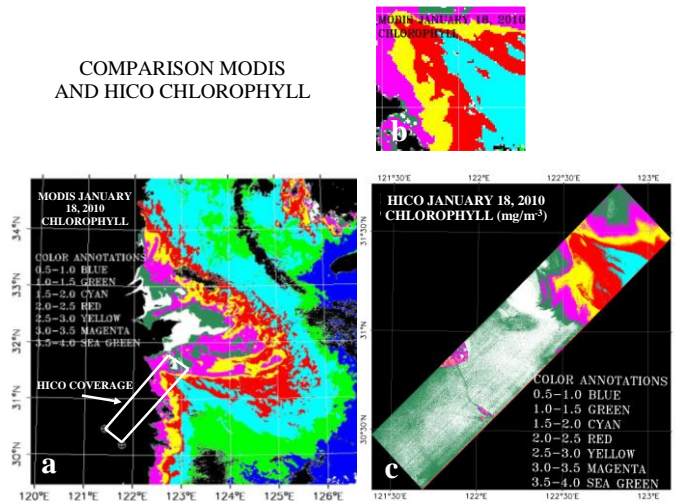 COMPARISON MODIS
AND HICO CHLOROPHYLL
MODIS JANUARY 18, 2010
CHLOROPHYLL
b
MODIS JANUARY
18, 2010
CHLOROPHYLL
COLOR ANNOTATIONS
0.5-1.0 BLUE
1.0-1.5 GREEN
1.5-2.0 CYAN
2.0-2.5 RED
2.5-3.0 YELLOW
3.0-3.5 MAGENTA
3.5-4.0 SEA GREEN
HICO COVERAGE
34°N
33°N
32°N
31°N
30°N
a
120°E 121°E 122°E 123°E 124°E 125°E 126°E
121°30'E 122°E 122°30'E 123°E
HICO JANUARY 18, 2010
CHLOROPHYLL (mg/m-3)
31°30'N
31°N
30°30'N
COLOR ANNOTATIONS
0.5-1.0 BLUE
1.0-1.5 GREEN
1.5-2.0 CYAN
2.0-2.5 RED
2.5-3.0 YELLOW
3.0-3.5 MAGENTA
3.5-4.0 SEA GREEN
c
121°30'E 122°E 122°30'E 123°E